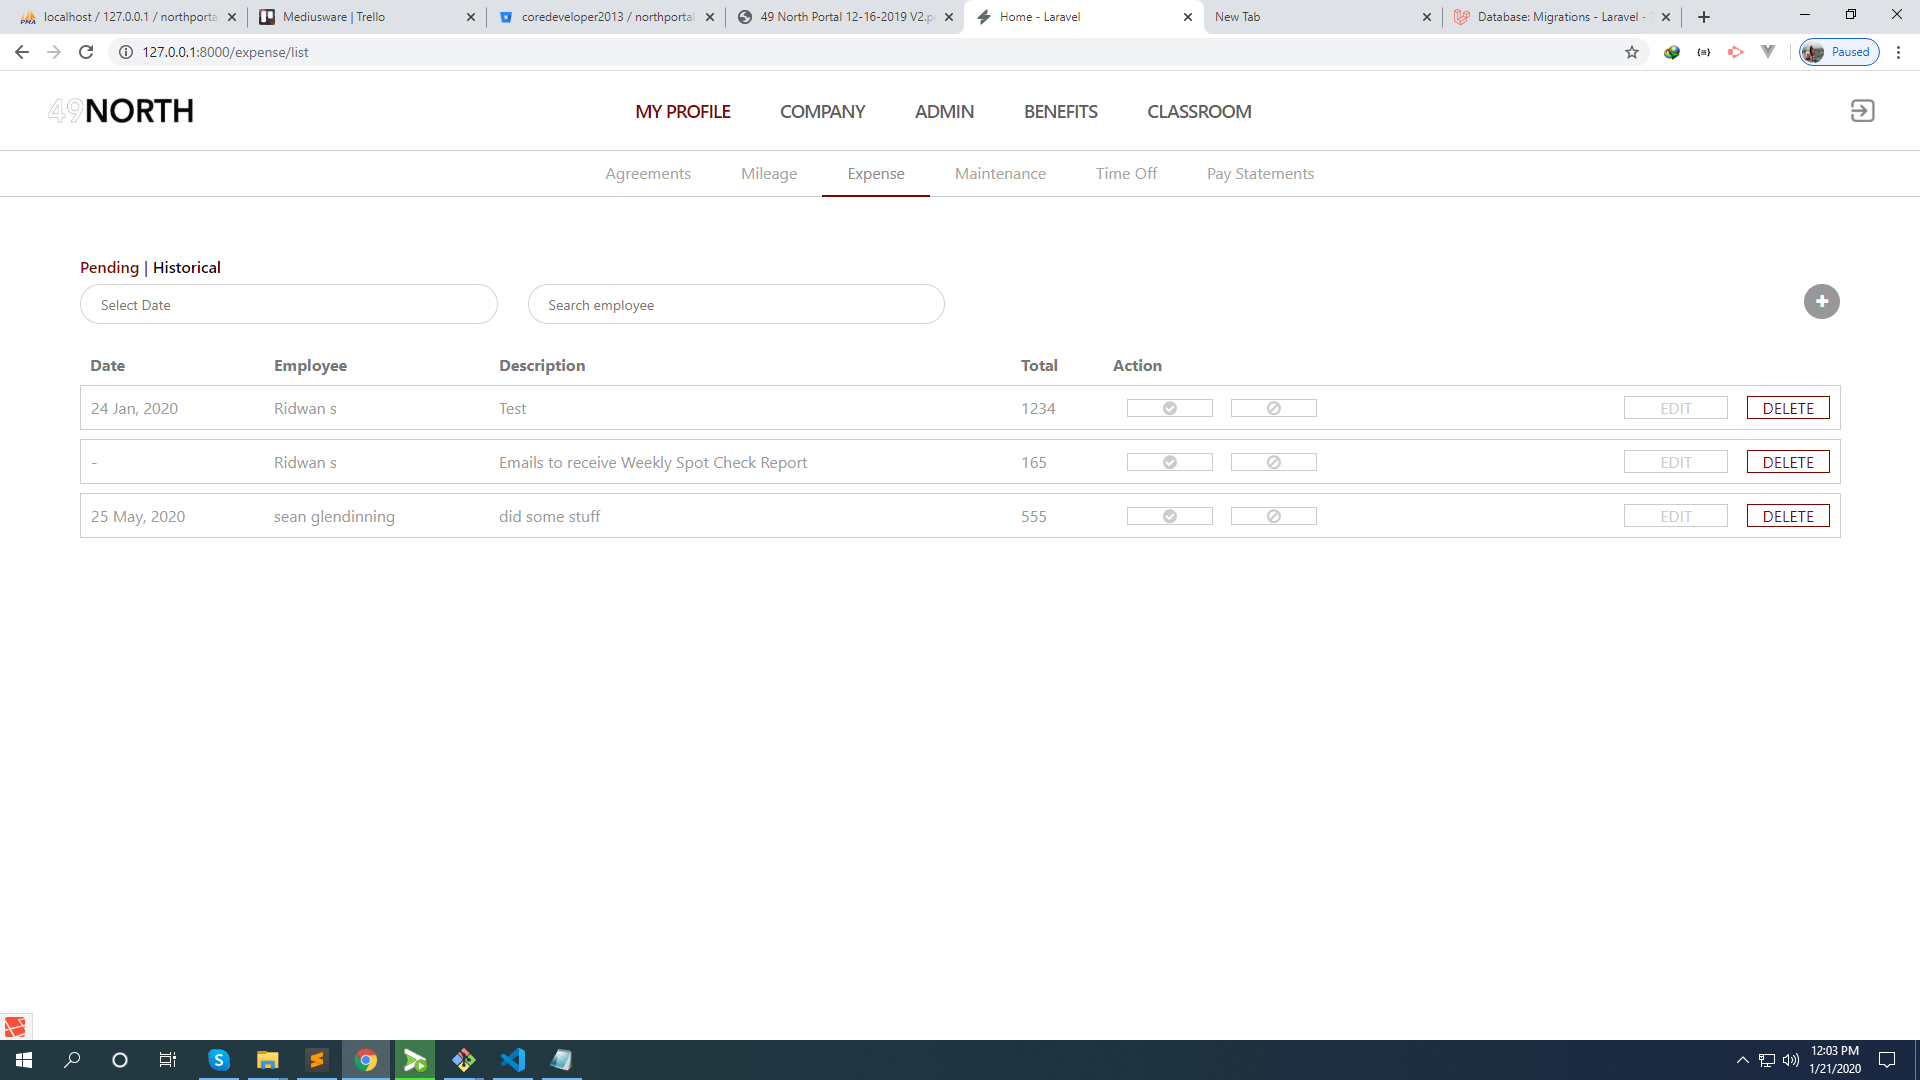 localhost / 127.0.0.1 / northporta
Mediusware | Trello
coredeveloper2013 / northportal
49 North Portal 12-16-2019 V2.p
Home - Laravel
New Tab
Database: Migrations - Laravel -
127.0.0.1:8000/expense/list
Paused
49NORTH
MY PROFILE
COMPANY
ADMIN
BENEFITS
CLASSROOM
Agreements
Mileage
Expense
Maintenance
Time Off
Pay Statements
Pending | Historical
Select Date
Search employee
Date Employee Description Total Action
24 Jan, 2020 Ridwan s Test 1234 EDIT DELETE
- Ridwan s Emails to receive Weekly Spot Check Report 165 EDIT DELETE
25 May, 2020 sean glendinning did some stuff 555 EDIT DELETE
12:03 PM
1/21/2020